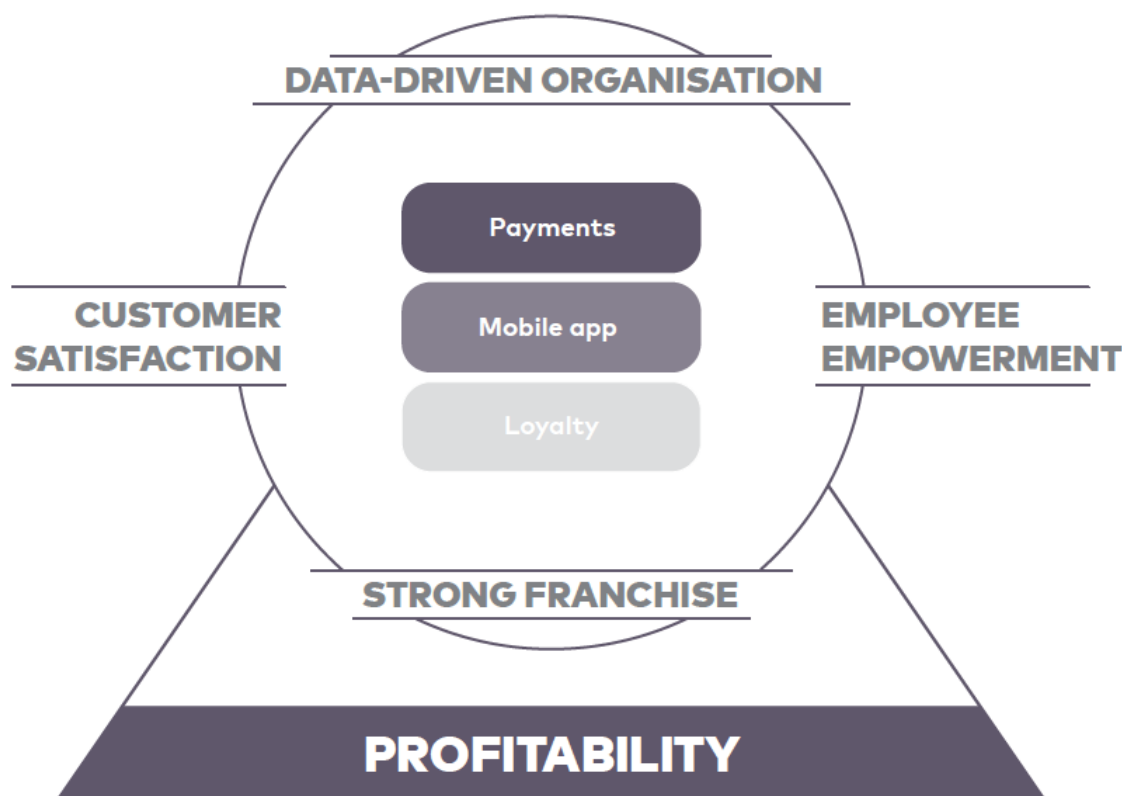 DATA-DRIVEN ORGANISATION
Payments
Mobile app
Loyalty
CUSTOMER
SATISFACTION
EMPLOYEE
EMPOWERMENT
STRONG FRANCHISE
PROFITABILITY